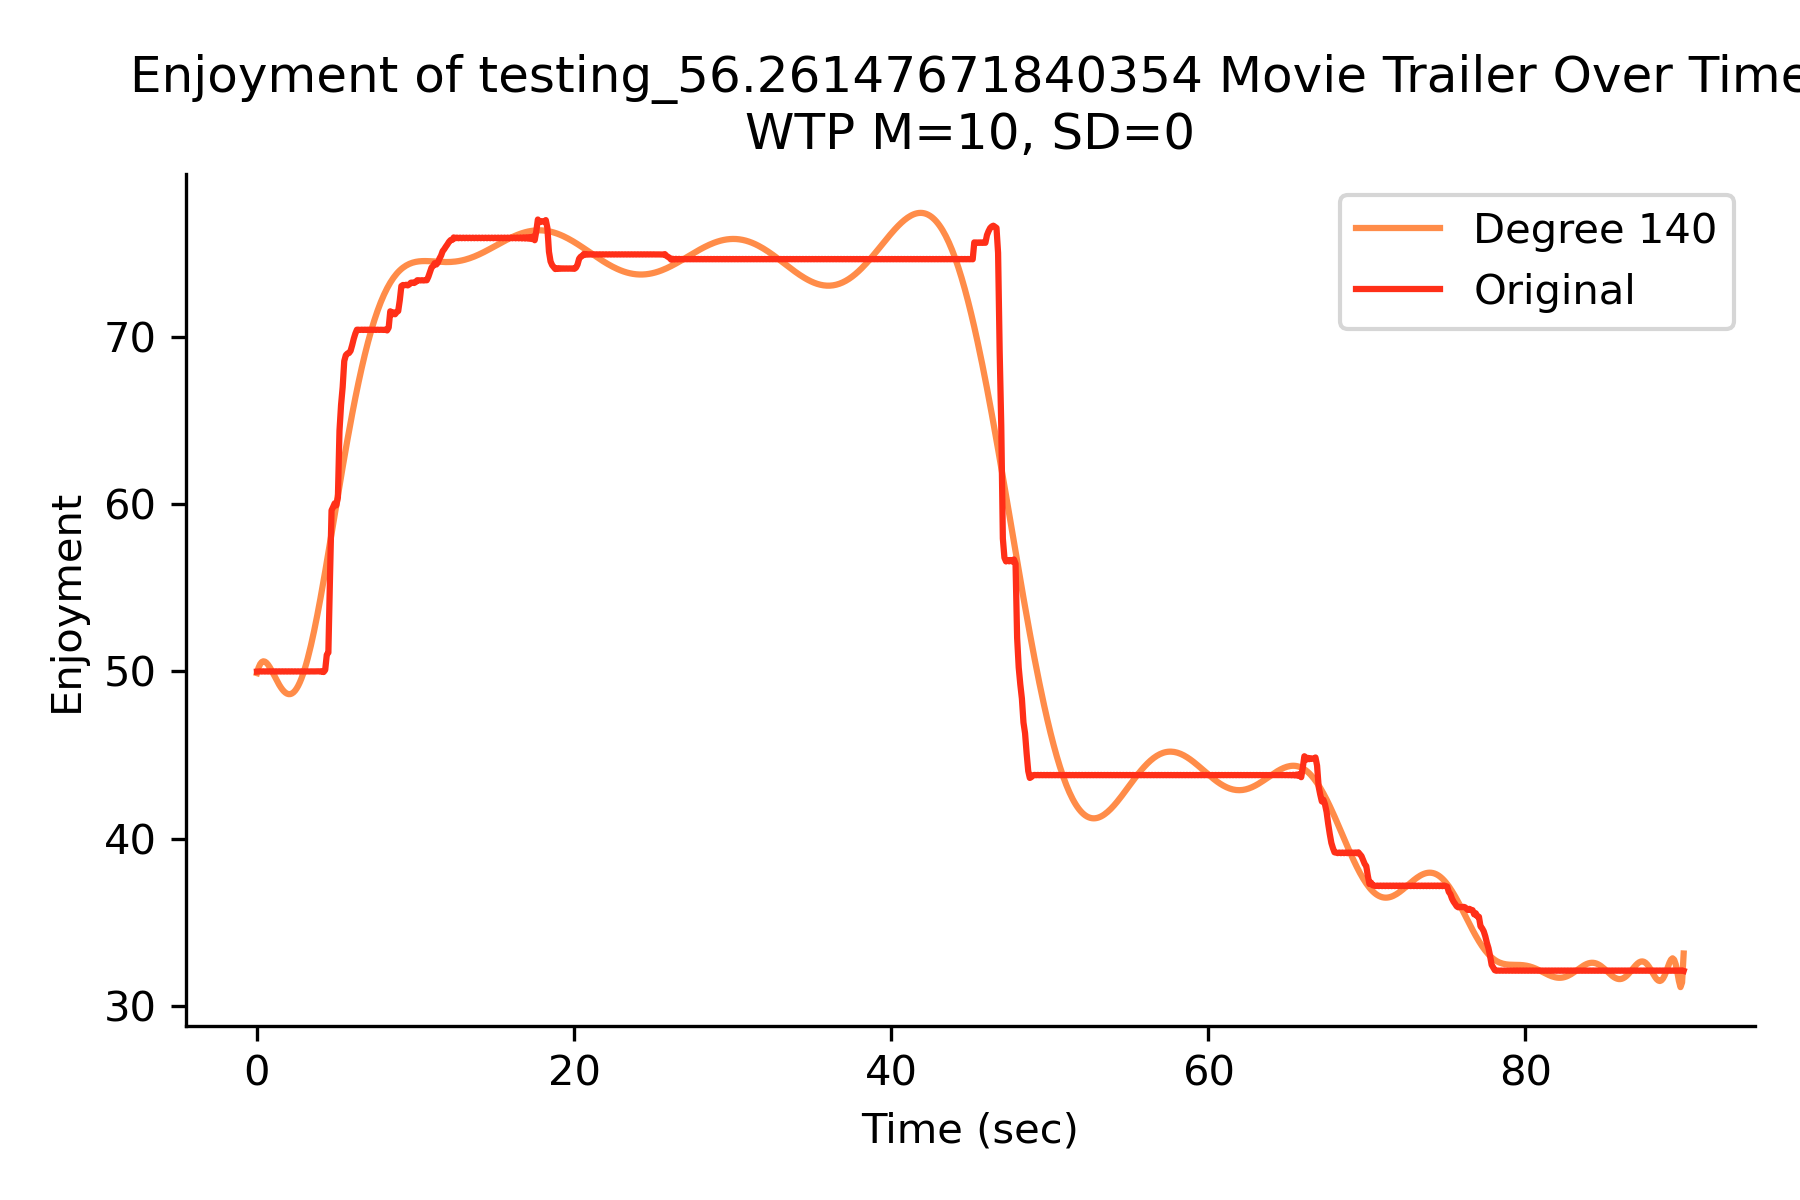 Enjoyment of testing_56.26147671840354 Movie Trailer Over Time
WTP M=10, SD=0
Degree 140
Original
Enjoyment
70
60
50
40
30
0 20 40 60 80
Time (sec)